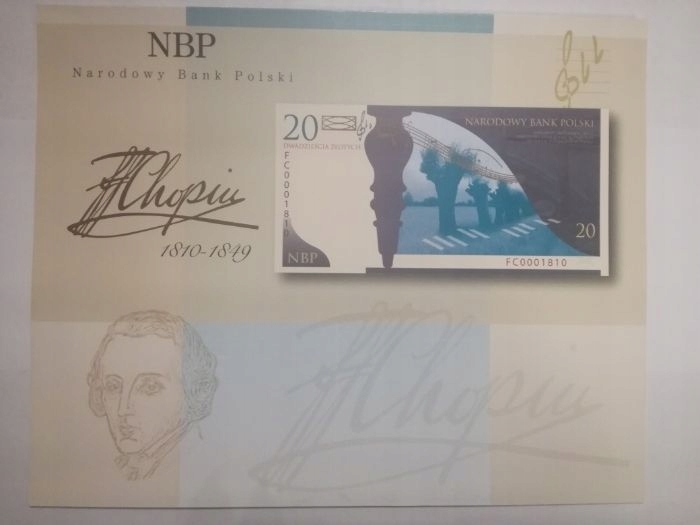 NBP
Narodowy Bank Polski
Chopin
1810-1849
20
DWADZIEŚCIA ZŁOTYCH
FC0001810
NBP
NARODOWY BANK POLSKI
20
FC0001810
Chopin